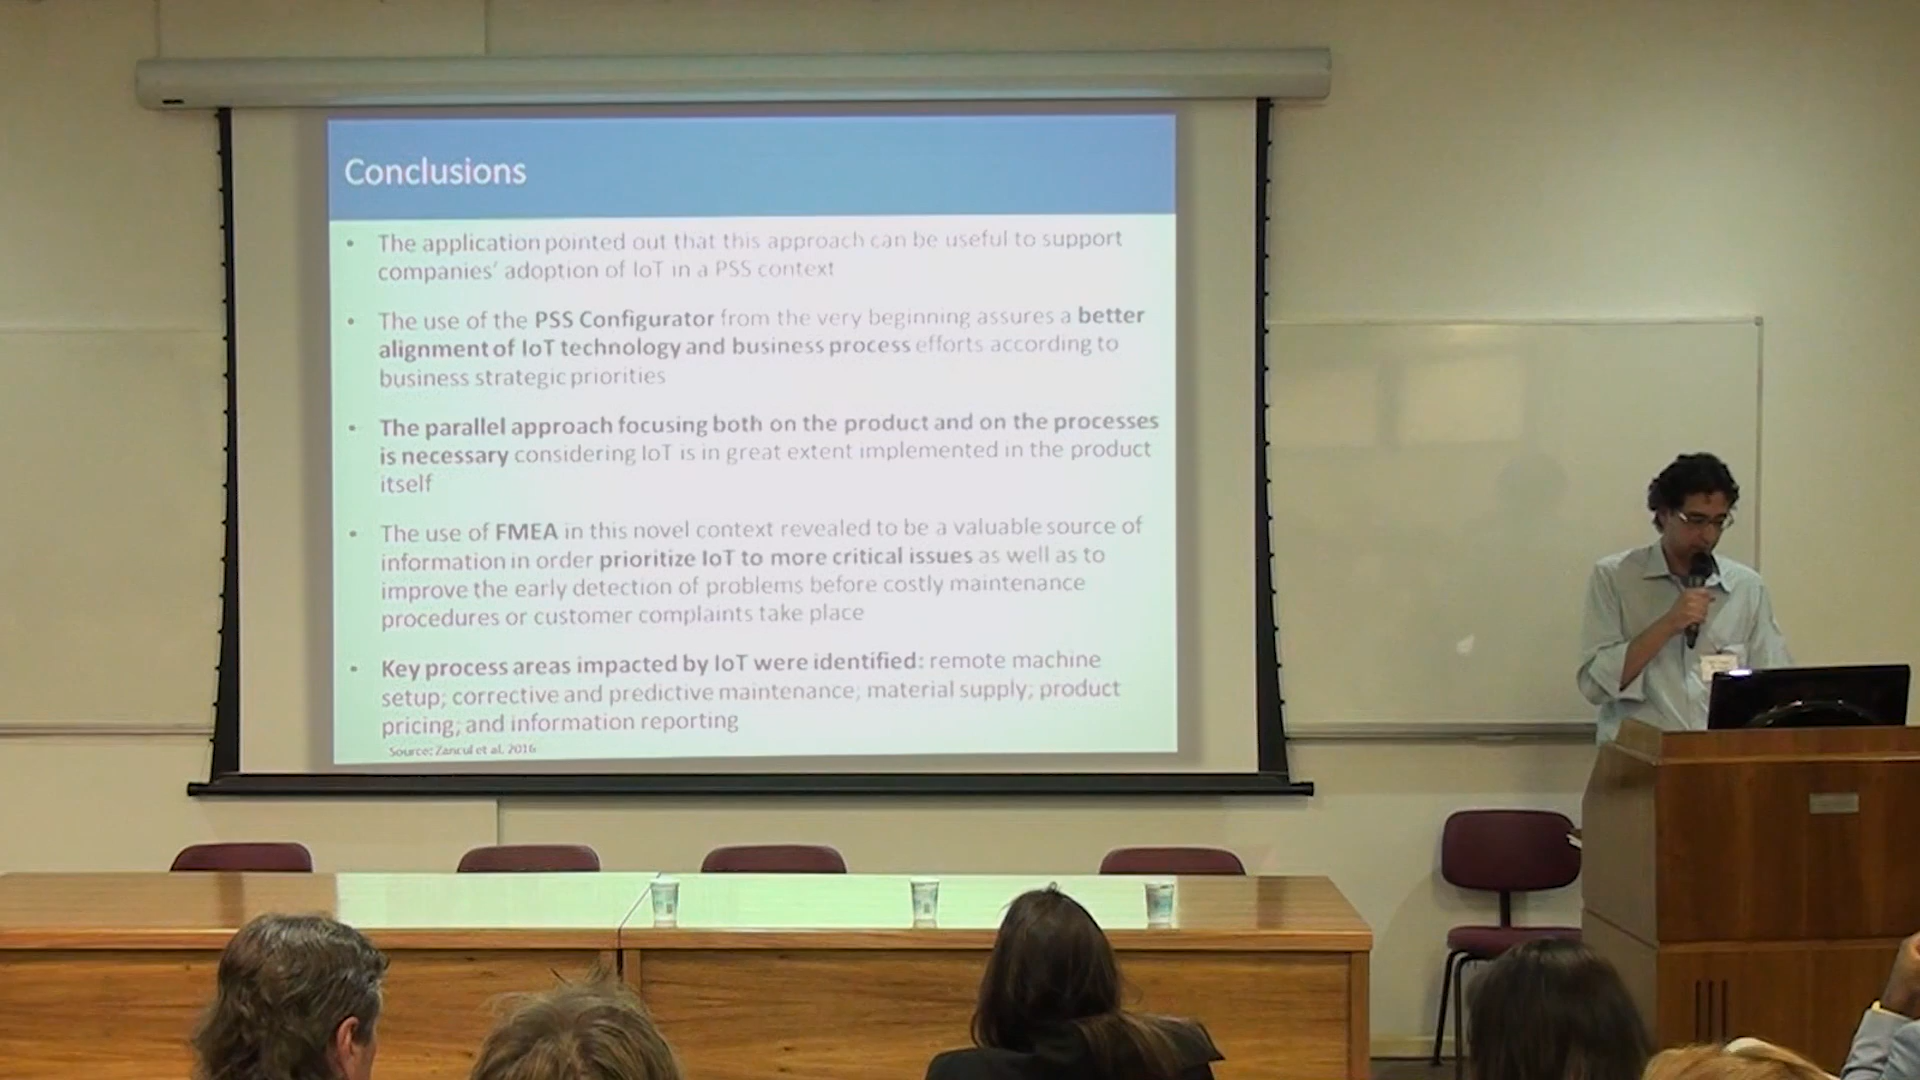 Conclusions
• The application pointed out that this approach can be useful to support
companies' adoption of IoT in a PSS context
• The use of the PSS Configurator from the very beginning assures a better
alignment of IoT technology and business process efforts according to
business strategic priorities
• The parallel approach focusing both on the product and on the processes
is necessary considering IoT is in great extent implemented in the product
itself
• The use of FMEA in this novel context revealed to be a valuable source of
information in order prioritize IoT to more critical issues as well as to
improve the early detection of problems before costly maintenance
procedures or customer complaints take place
• Key process areas impacted by IoT were identified: remote machine
setup; corrective and predictive maintenance; material supply; product
pricing; and information reporting
Source: Zancul et al. 2016